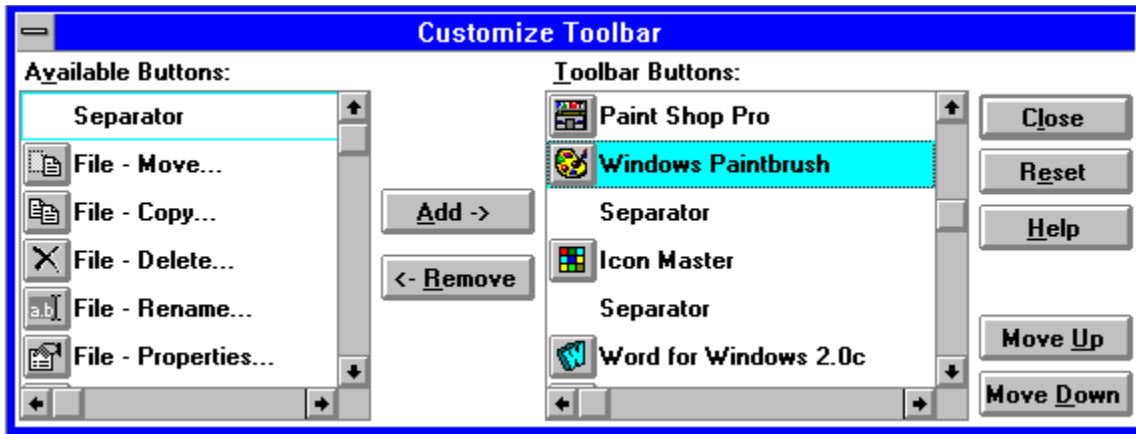 Customize Toolbar
Available Buttons:
Separator
File - Move...
File - Copy...
File - Delete...
a.b
File - Rename...
File - Properties...
Add ->
<- Remove
Toolbar Buttons:
Paint Shop Pro
Windows Paintbrush
Separator
Icon Master
Separator
W
Word for Windows 2.0c
Close
Reset
Help
Move Up
Move Down